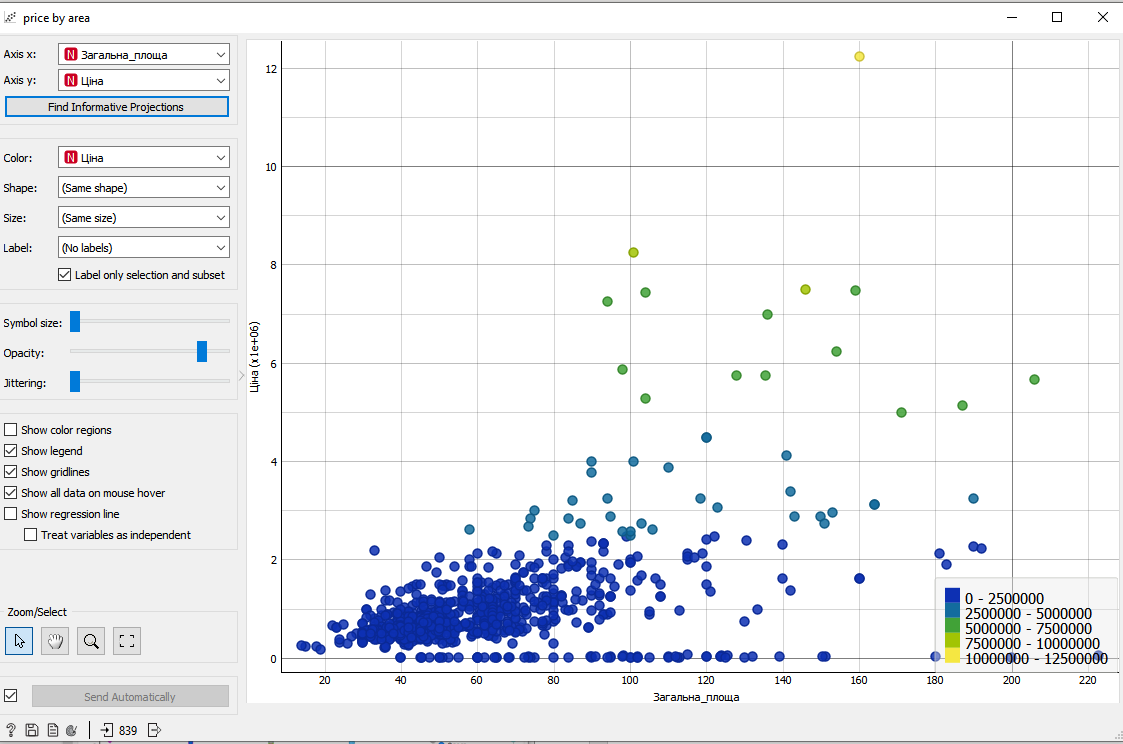 price by area
Axis x: N Загальна_площа
Axis y: N Ціна
Find Informative Projections
Color: N Ціна
Shape: (Same shape)
Size: (Same size)
Label: (No labels)
Label only selection and subset
Symbol size:
Opacity:
Jittering:
Show color regions
Show legend
Show gridlines
Show all data on mouse hover
Show regression line
Treat variables as independent
Zoom/Select
Send Automatically
? 839
Ціна (x1e+06)
12
10
8
6
4
2
0
20 40 60 80 100 120 140 160 180 200 220
Загальна_площа
0 - 2500000
2500000 - 5000000
5000000 - 7500000
7500000 - 10000000
10000000 - 12500000